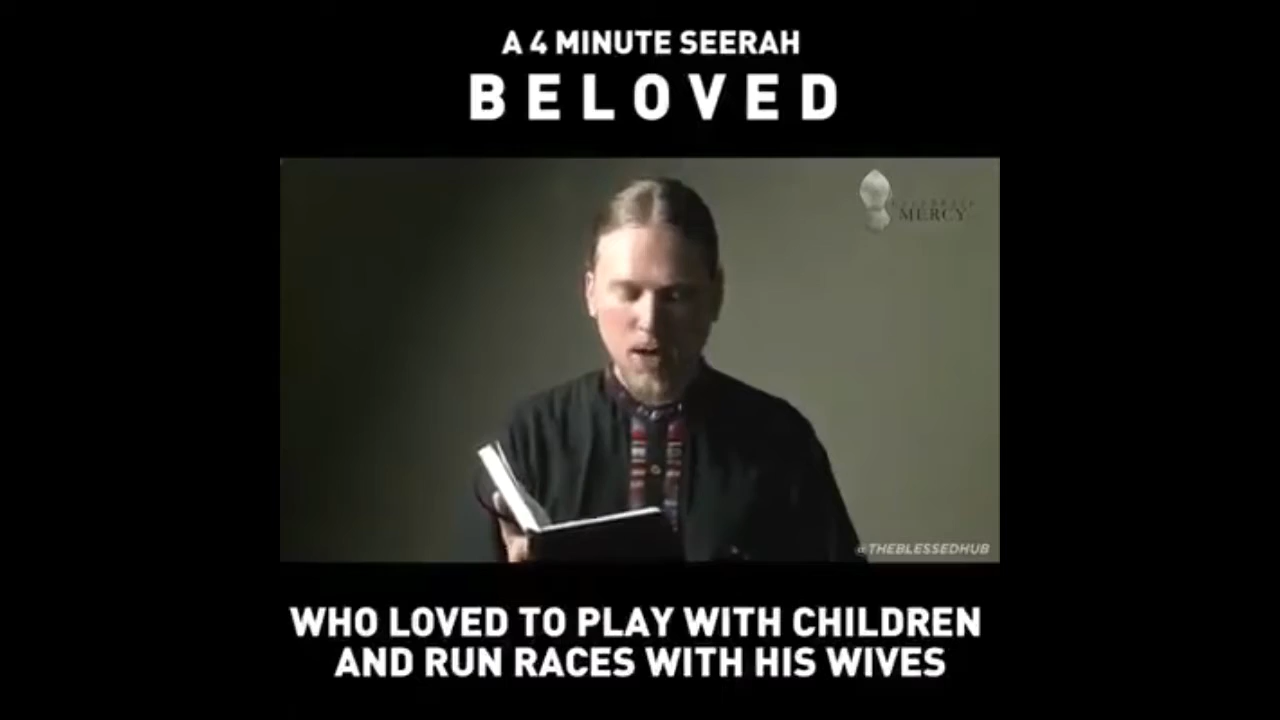 A 4 MINUTE SEERAH
BELOVED
MERCY
@THEBLESSEDHUB
WHO LOVED TO PLAY WITH CHILDREN
AND RUN RACES WITH HIS WIVES